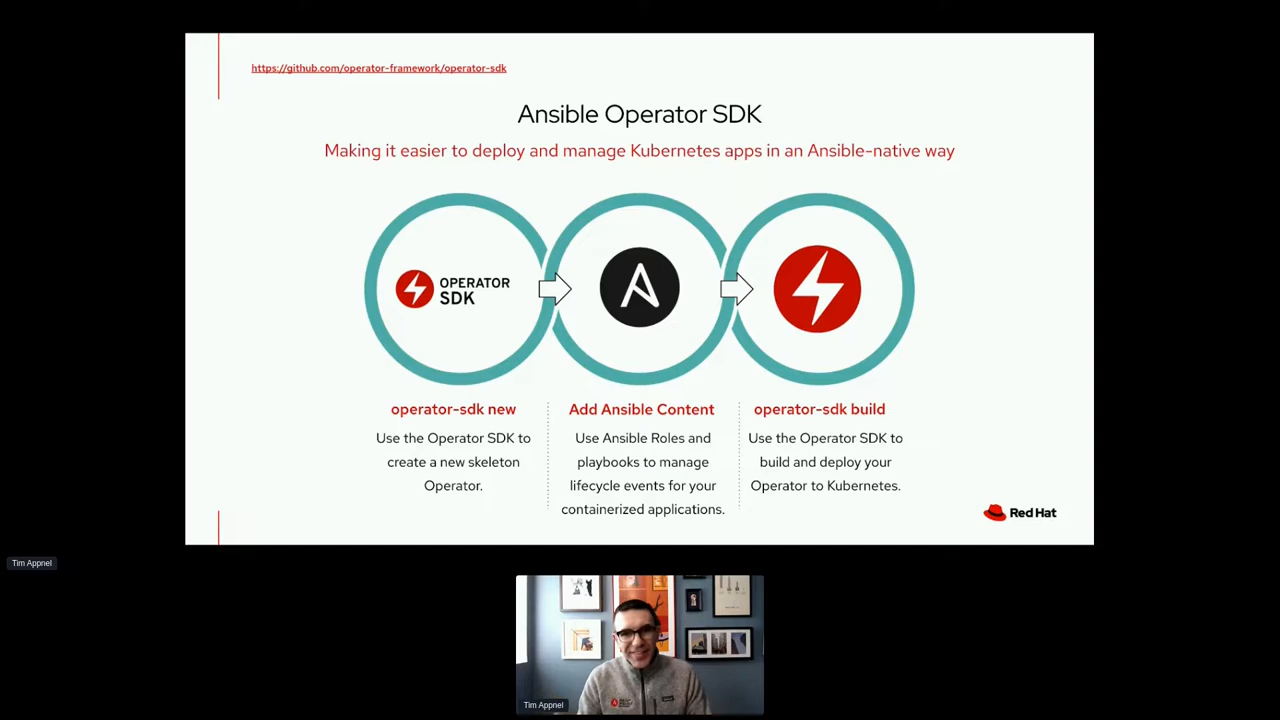 https://github.com/operator-framework/operator-sdk
Ansible Operator SDK
Making it easier to deploy and manage Kubernetes apps in an Ansible-native way
OPERATOR
SDK
operator-sdk new
Use the Operator SDK to
create a new skeleton
Operator.
Add Ansible Content
Use Ansible Roles and
playbooks to manage
lifecycle events for your
containerized applications.
operator-sdk build
Use the Operator SDK to
build and deploy your
Operator to Kubernetes.
Red Hat
Tim Appnel
Tim Appnel